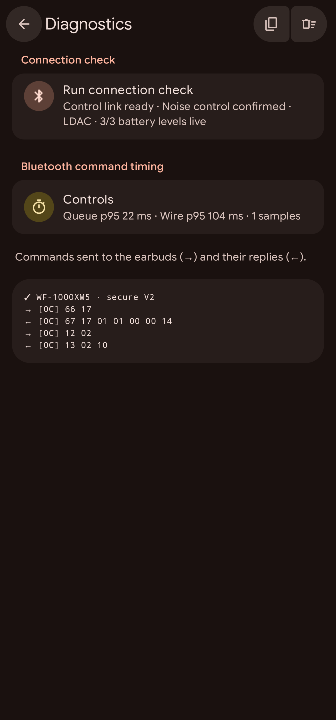 Diagnostics
Connection check
Run connection check
Control link ready · Noise control confirmed ·
LDAC · 3/3 battery levels live
Bluetooth command timing
Controls
Queue p95 22 ms · Wire p95 104 ms · 1 samples
Commands sent to the earbuds (→) and their replies (←).
✓ WF-1000XM5 · secure V2
→ [0C] 66 17
← [0C] 67 17 01 01 00 00 14
→ [0C] 12 02
← [0C] 13 02 10